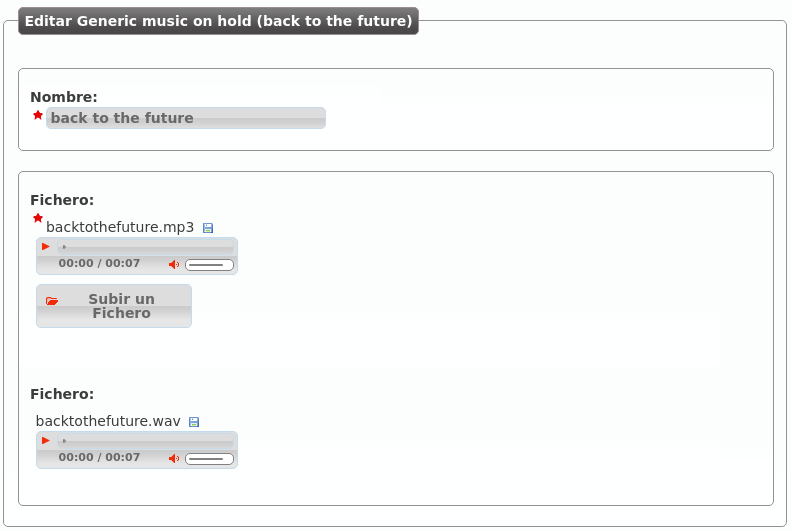 Editar Generic music on hold (back to the future)
Nombre:
back to the future
Fichero:
backtothefuture.mp3
00:00 / 00:07
Subir un
Fichero
Fichero:
backtothefuture.wav
00:00 / 00:07